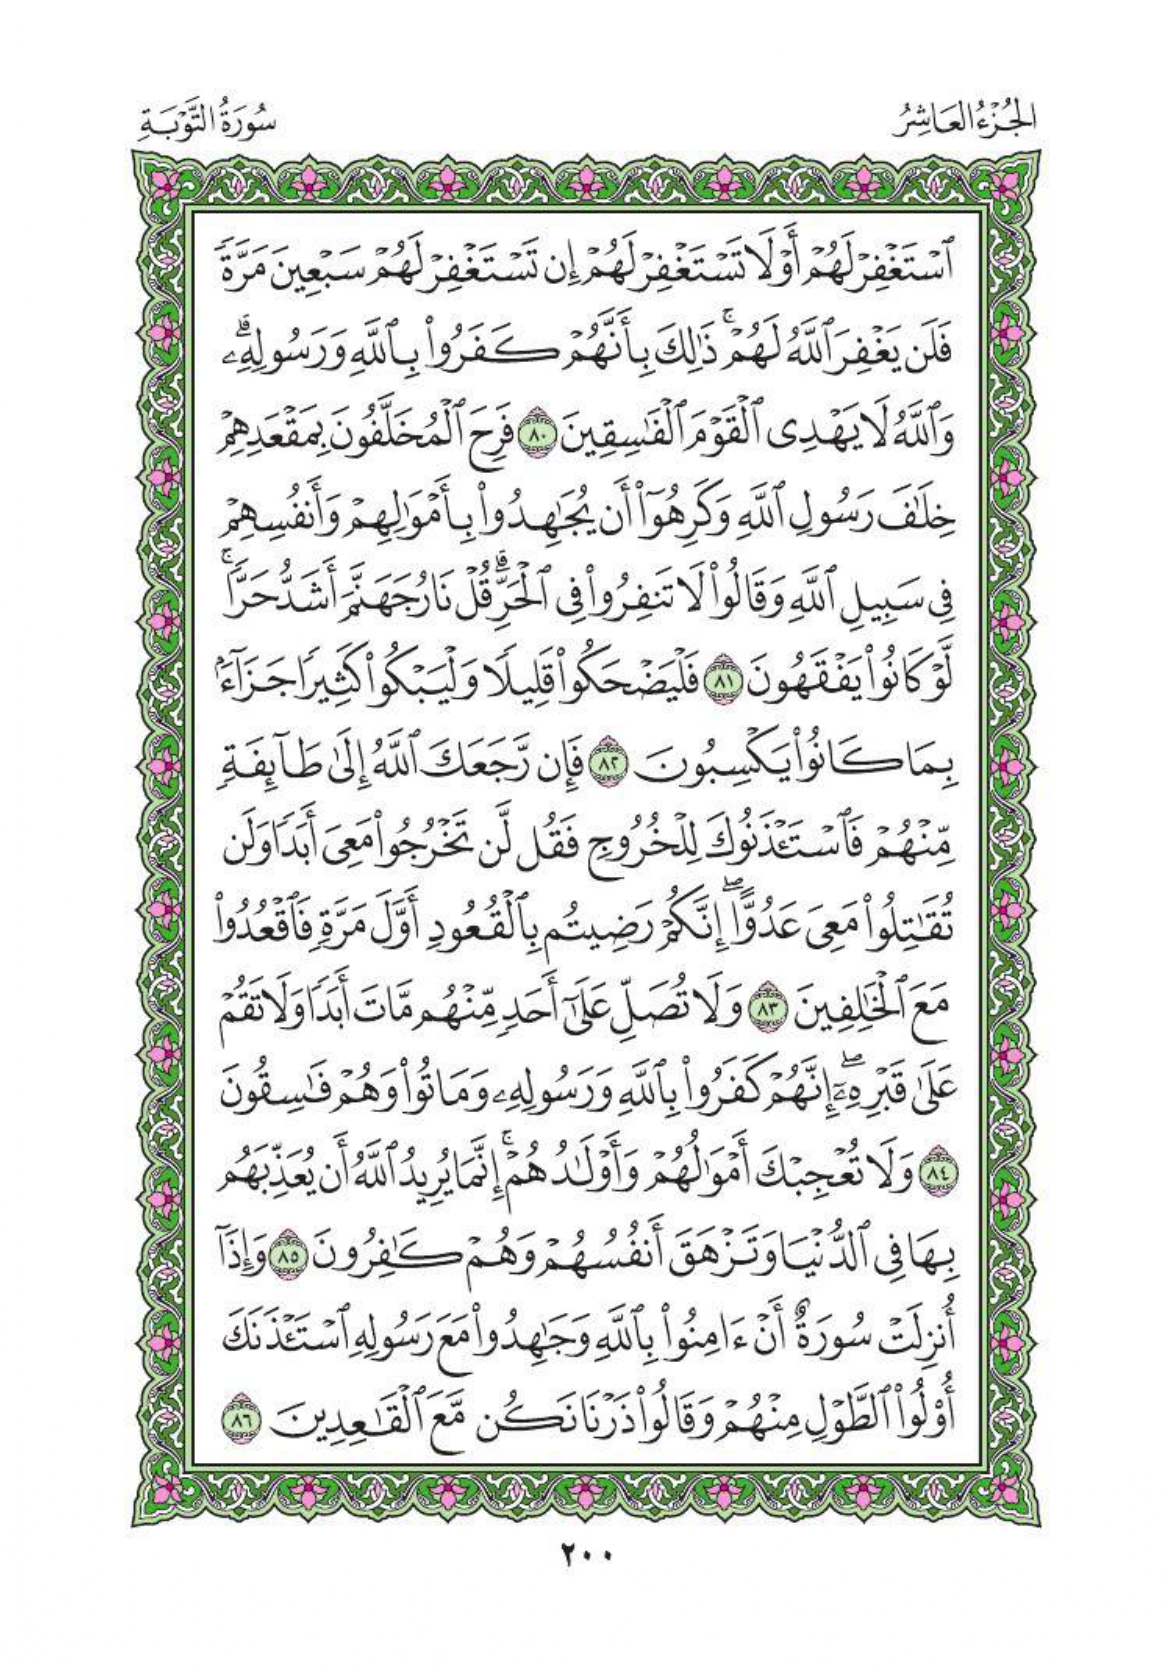 الجُزْءُ العَاشِرُ
سُورَةُ التَّوْبَةِ
ٱسْتَغْفِرْ لَهُمْ أَوْ لَا تَسْتَغْفِرْ لَهُمْ إِن تَسْتَغْفِرْ لَهُمْ سَبْعِينَ مَرَّةً
فَلَن يَغْفِرَ ٱللَّهُ لَهُمْ ۚ ذَٰلِكَ بِأَنَّهُمْ كَفَرُوا۟ بِٱللَّهِ وَرَسُولِهِۦ ۗ
وَٱللَّهُ لَا يَهْدِى ٱلْقَوْمَ ٱلْفَٰسِقِينَ ٨٠ فَرِحَ ٱلْمُخَلَّفُونَ بِمَقْعَدِهِمْ
خِلَٰفَ رَسُولِ ٱللَّهِ وَكَرِهُوٓا۟ أَن يُجَٰهِدُوا۟ بِأَمْوَٰلِهِمْ وَأَنفُسِهِمْ
فِى سَبِيلِ ٱللَّهِ وَقَالُوا۟ لَا تَنفِرُوا۟ فِى ٱلْحَرِّ ۗ قُلْ نَارُ جَهَنَّمَ أَشَدُّ حَرًّا ۚ
لَّوْ كَانُوا۟ يَفْقَهُونَ ٨١ فَلْيَضْحَكُوا۟ قَلِيلًا وَلْيَبْكُوا۟ كَثِيرًا جَزَآءًۢ
بِمَا كَانُوا۟ يَكْسِبُونَ ٨٢ فَإِن رَّجَعَكَ ٱللَّهُ إِلَىٰ طَآئِفَةٍ
مِّنْهُمْ فَٱسْتَـْٔذَنُوكَ لِلْخُرُوجِ فَقُل لَّن تَخْرُجُوا۟ مَعِىَ أَبَدًا وَلَن
تُقَٰتِلُوا۟ مَعِىَ عَدُوًّا ۖ إِنَّكُمْ رَضِيتُم بِٱلْقُعُودِ أَوَّلَ مَرَّةٍ فَٱقْعُدُوا۟
مَعَ ٱلْخَٰلِفِينَ ٨٣ وَلَا تُصَلِّ عَلَىٰٓ أَحَدٍ مِّنْهُم مَّاتَ أَبَدًا وَلَا تَقُمْ
عَلَىٰ قَبْرِهِۦٓ ۖ إِنَّهُمْ كَفَرُوا۟ بِٱللَّهِ وَرَسُولِهِۦ وَمَاتُوا۟ وَهُمْ فَٰسِقُونَ
٨٤ وَلَا تُعْجِبْكَ أَمْوَٰلُهُمْ وَأَوْلَٰدُهُمْ ۚ إِنَّمَا يُرِيدُ ٱللَّهُ أَن يُعَذِّبَهُم
بِهَا فِى ٱلدُّنْيَا وَتَزْهَقَ أَنفُسُهُمْ وَهُمْ كَٰفِرُونَ ٨٥ وَإِذَآ
أُنزِلَتْ سُورَةٌ أَنْ ءَامِنُوا۟ بِٱللَّهِ وَجَٰهِدُوا۟ مَعَ رَسُولِهِ ٱسْتَـْٔذَنَكَ
أُو۟لُوا۟ ٱلطَّوْلِ مِنْهُمْ وَقَالُوا۟ ذَرْنَا نَكُن مَّعَ ٱلْقَٰعِدِينَ ٨٦
٢٠٠